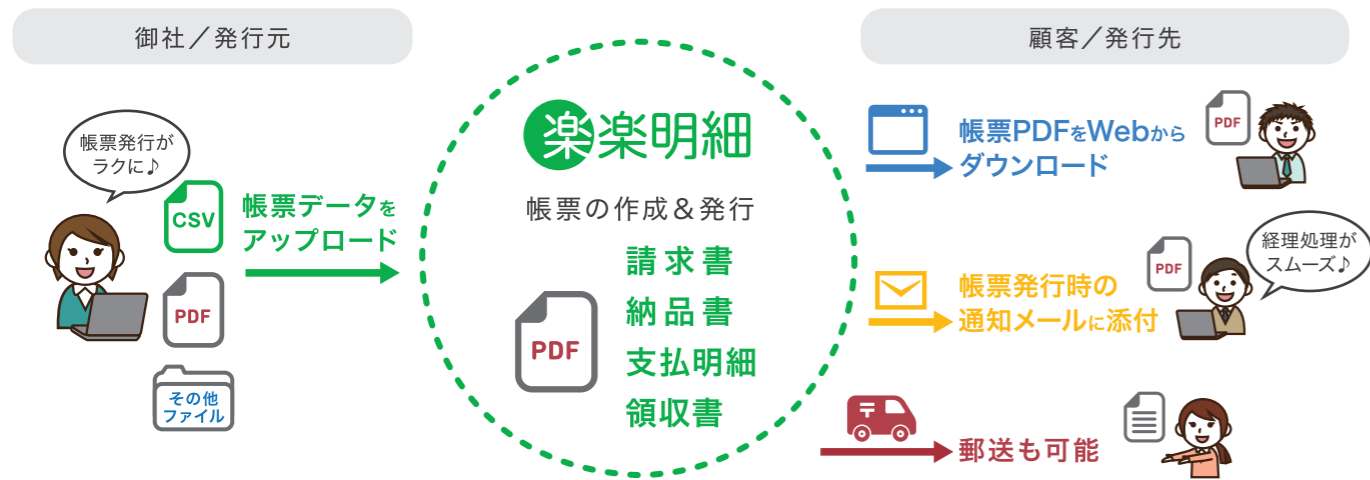 御社／発行元
帳票発行が
ラクに♪
CSV
帳票データを
アップロード
PDF
その他
ファイル
楽楽明細
帳票の作成＆発行
PDF
請求書
納品書
支払明細
領収書
顧客／発行先
帳票PDFをWebから
ダウンロード
PDF
帳票発行時の
通知メールに添付
PDF
経理処理が
スムーズ♪
〒
郵送も可能